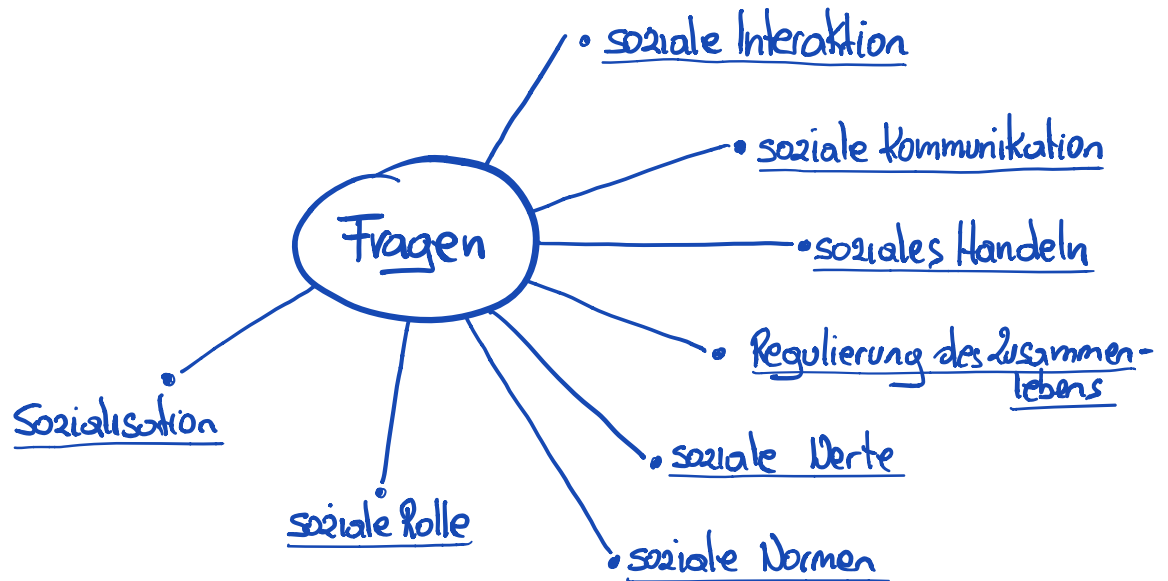 soziale Interaktion
soziale Kommunikation
Fragen
soziales Handeln
Regulierung des Zusammen-
lebens
Sozialisation
soziale Werte
soziale Rolle
soziale Normen